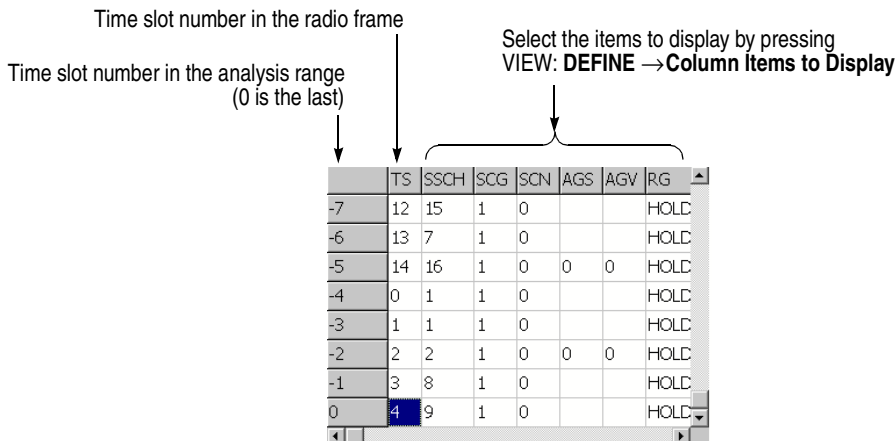 Time slot number in the radio frame
Select the items to display by pressing
VIEW: DEFINE →Column Items to Display
Time slot number in the analysis range
(0 is the last)
TS SSCH SCG SCN AGS AGV RG
-7 12 15 1 0 HOLD
-6 13 7 1 0 HOLD
-5 14 16 1 0 0 0 HOLD
-4 0 1 1 0 HOLD
-3 1 1 1 0 HOLD
-2 2 2 1 0 0 0 HOLD
-1 3 8 1 0 HOLD
0 4 9 1 0 HOLD